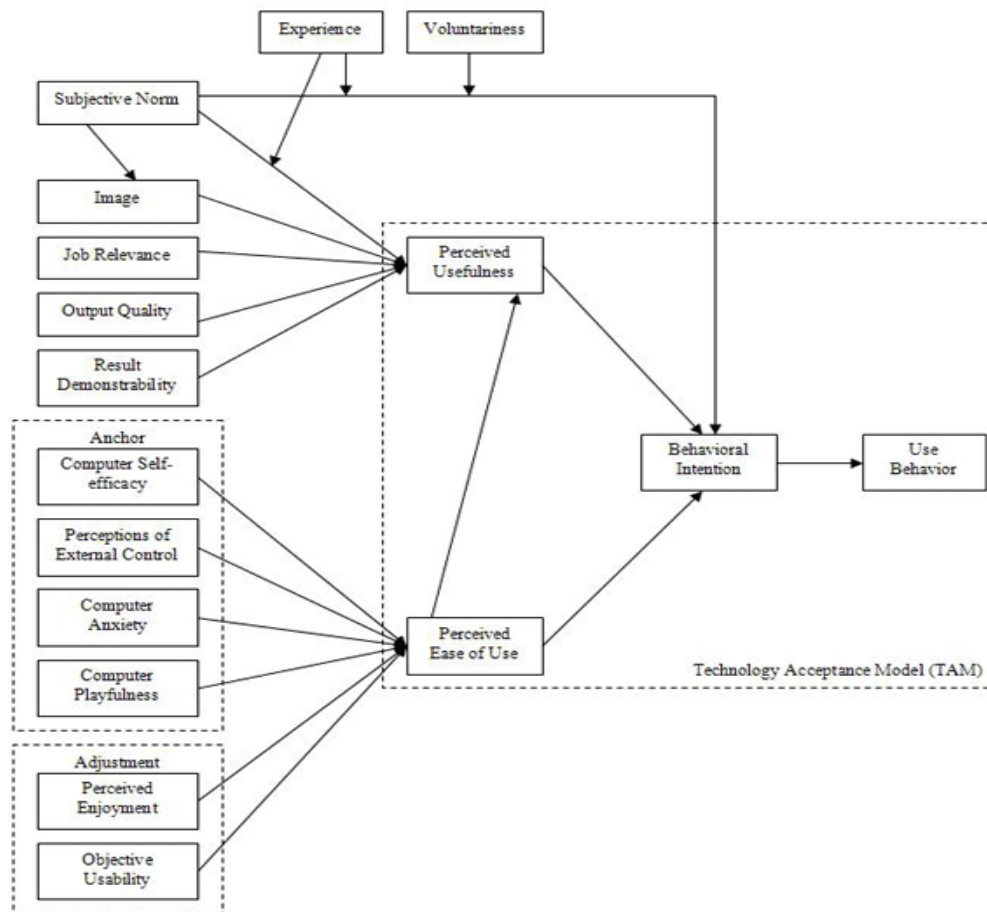 Experience
Voluntariness
Subjective Norm
Image
Job Relevance
Output Quality
Result
Demonstrability
Perceived
Usefulness
Anchor
Computer Self-
efficacy
Perceptions of
External Control
Computer
Anxiety
Computer
Playfulness
Behavioral
Intention
Use
Behavior
Perceived
Ease of Use
Technology Acceptance Model (TAM)
Adjustment
Perceived
Enjoyment
Objective
Usability